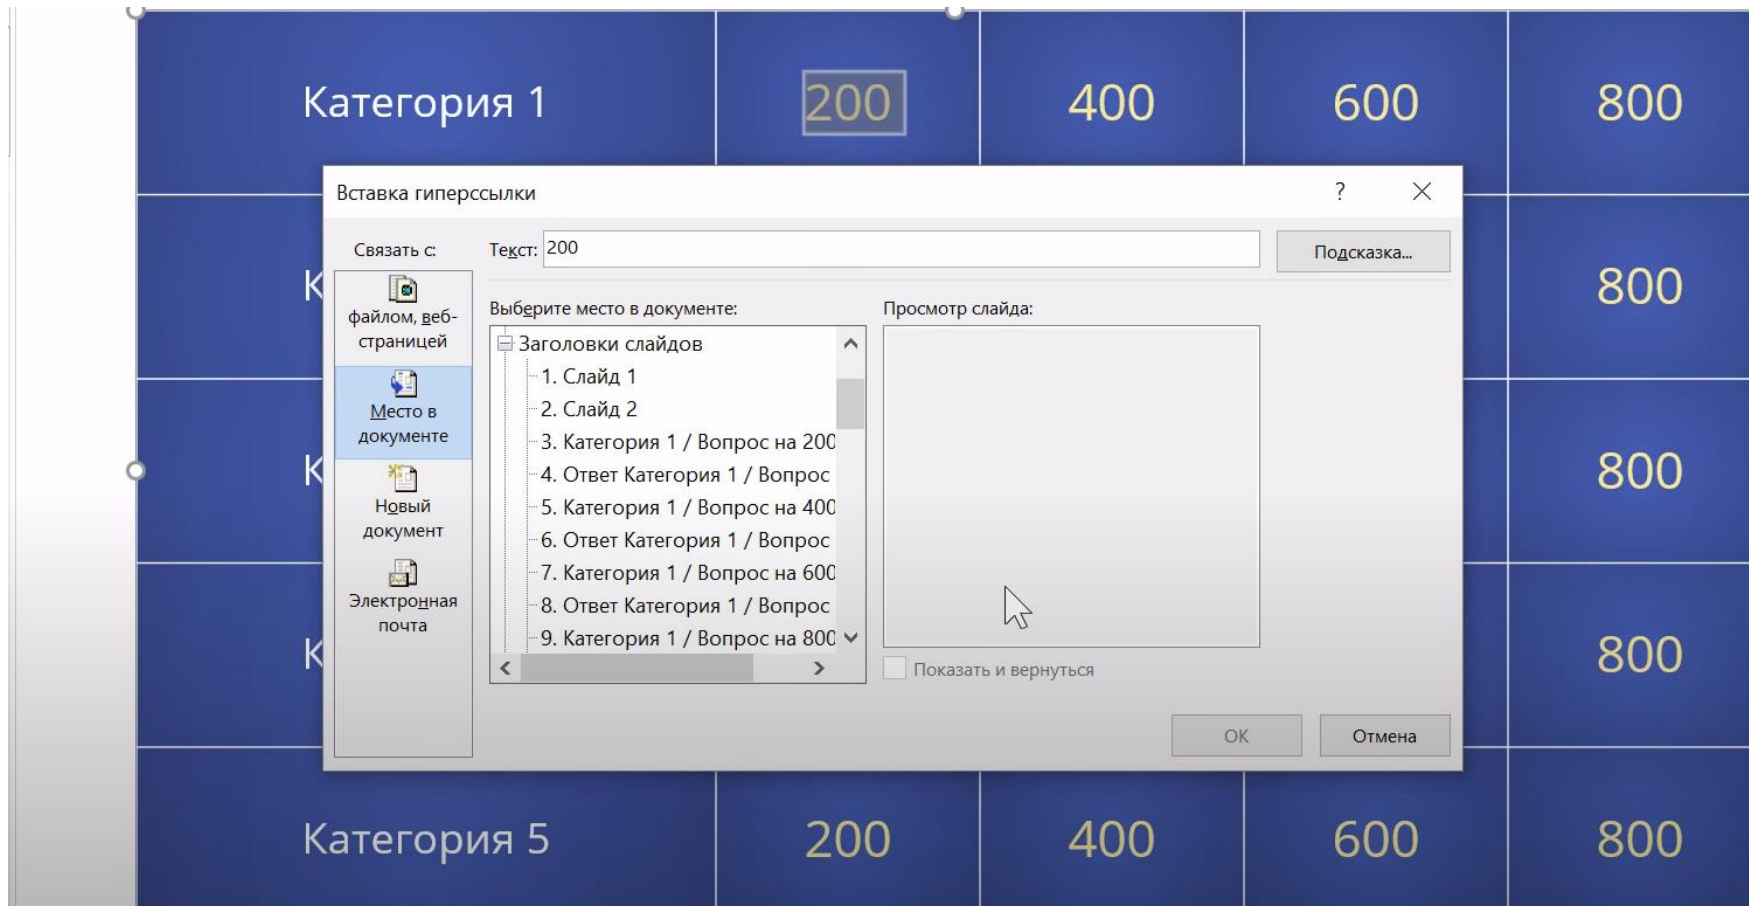 Категория 1 200 400 600 800
Вставка гиперссылки ?
Связать с: Текст: 200 Подсказка...
файлом, веб-
страницей
Место в
документе
Новый
документ
Электронная
почта
Выберите место в документе:
Заголовки слайдов
1. Слайд 1
2. Слайд 2
3. Категория 1 / Вопрос на 200
4. Ответ Категория 1 / Вопрос
5. Категория 1 / Вопрос на 400
6. Ответ Категория 1 / Вопрос
7. Категория 1 / Вопрос на 600
8. Ответ Категория 1 / Вопрос
9. Категория 1 / Вопрос на 800
Просмотр слайда:
Показать и вернуться
ОК Отмена
К 800
К 800
К 800
Категория 5 200 400 600 800